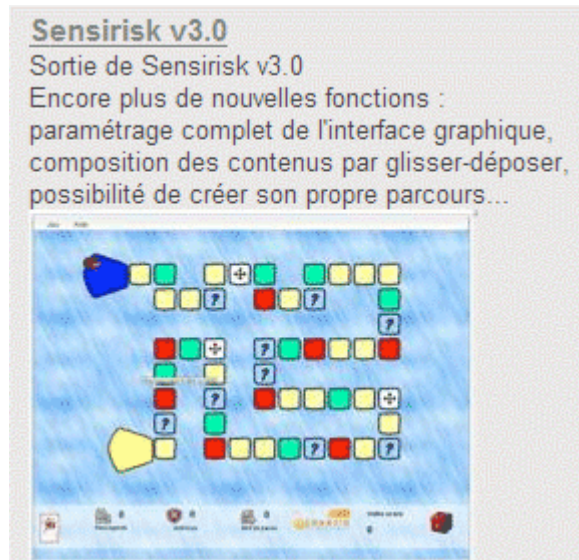 Sensirisk v3.0
Sortie de Sensirisk v3.0
Encore plus de nouvelles fonctions :
paramétrage complet de l'interface graphique,
composition des contenus par glisser-déposer,
possibilité de créer son propre parcours...
? ?
?
?
? ?
?
? ?